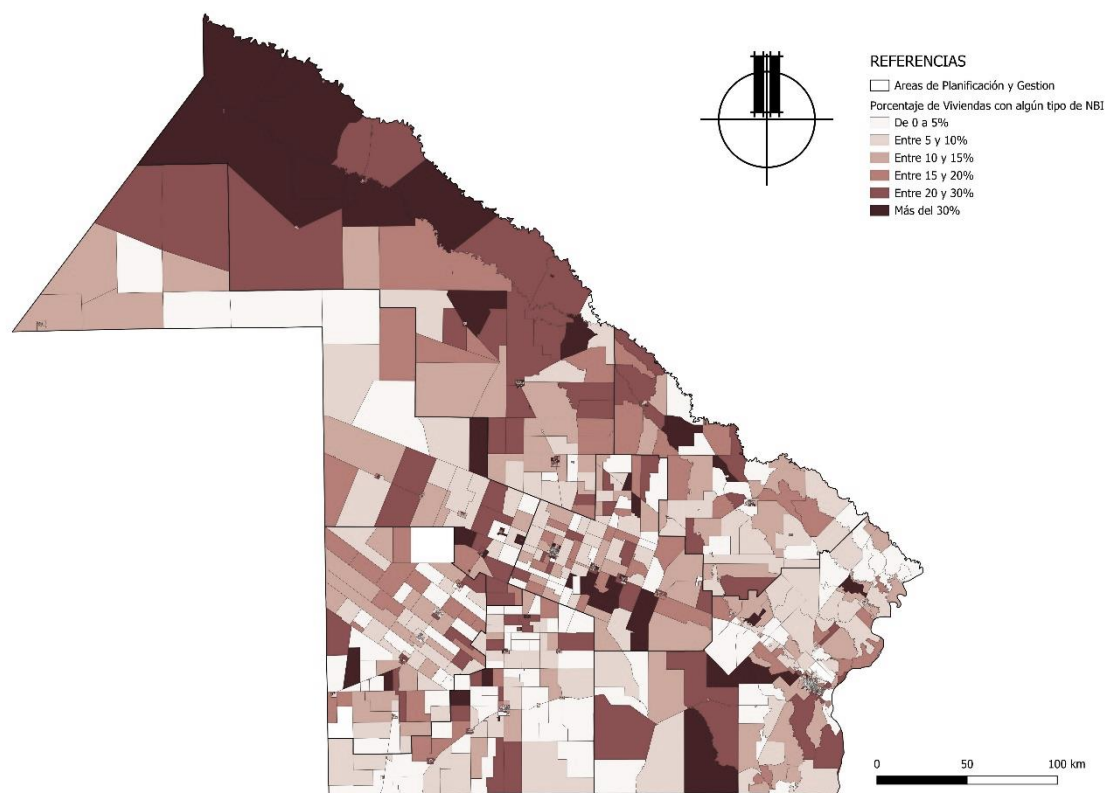 REFERENCIAS
Areas de Planificación y Gestion
Porcentaje de Viviendas con algún tipo de NBI
De 0 a 5%
Entre 5 y 10%
Entre 10 y 15%
Entre 15 y 20%
Entre 20 y 30%
Más del 30%
0 50 100 km